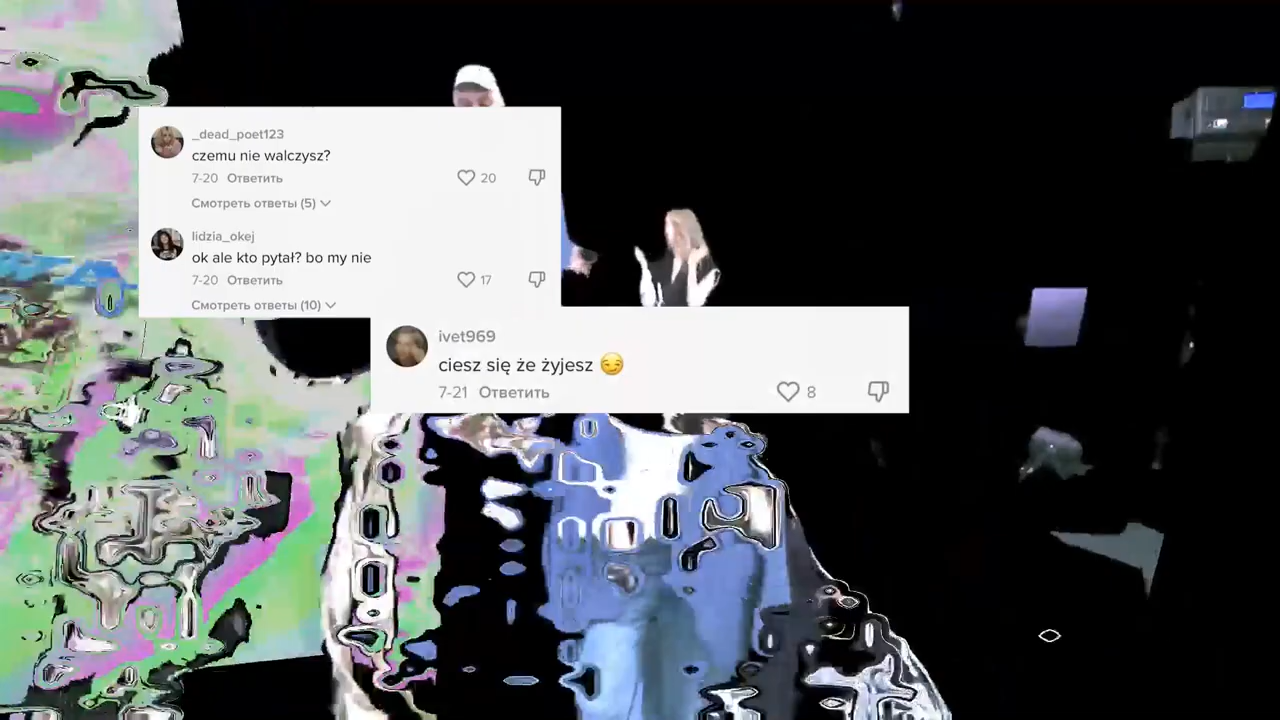 _dead_poet123
czemu nie walczysz?
7-20 Ответить
20
Смотреть ответы (5)
lidzia_okej
ok ale kto pytał? bo my nie
7-20 Ответить
17
Смотреть ответы (10)
ivet969
ciesz się że żyjesz 😏
7-21 Ответить
8